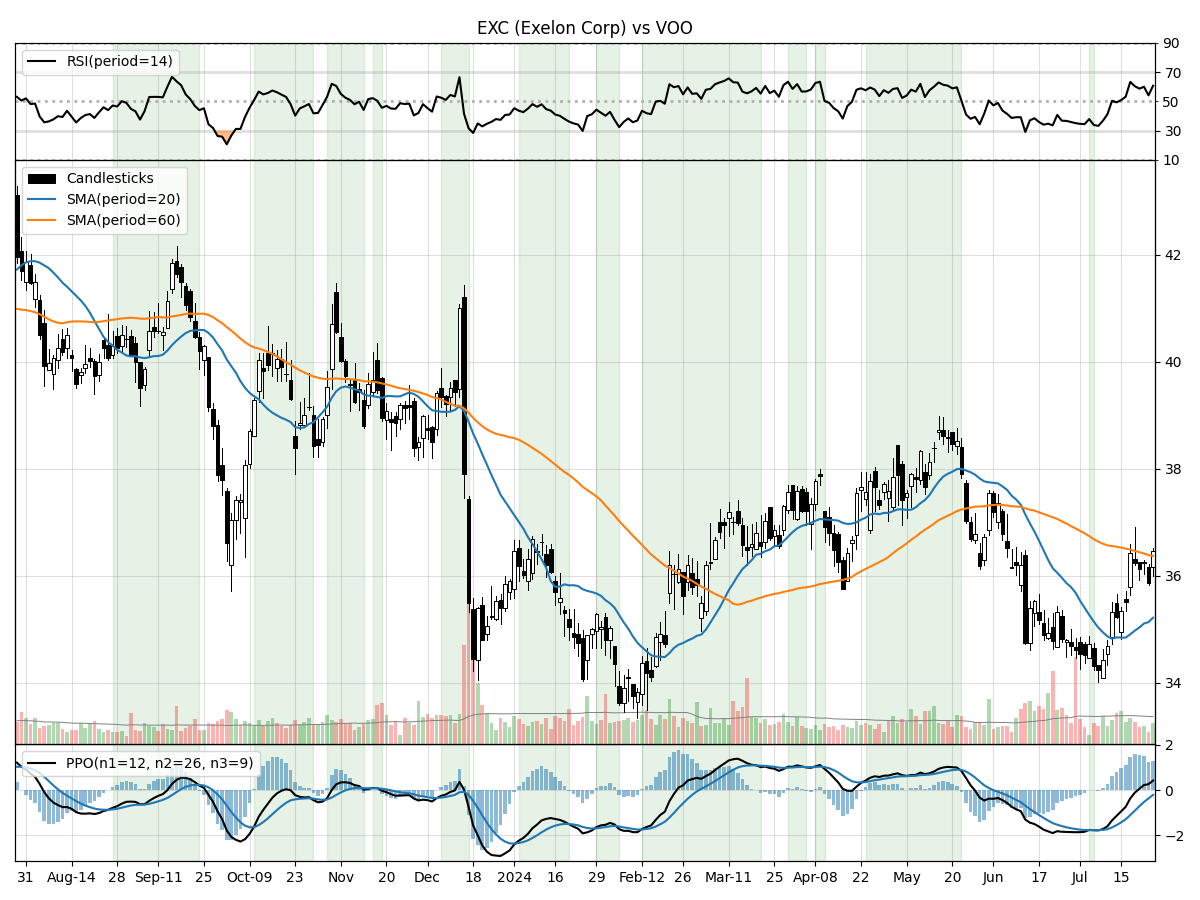 EXC (Exelon Corp) vs VOO
RSI(period=14)
90
70
50
30
10
Candlesticks
SMA(period=20)
SMA(period=60)
42
40
38
36
34
PPO(n1=12, n2=26, n3=9)
2
0
−2
31 Aug-14 28 Sep-11 25 Oct-09 23 Nov 20 Dec 18 2024 16 29 Feb-12 26 Mar-11 25 Apr-08 22 May 20 Jun 17 Jul 15